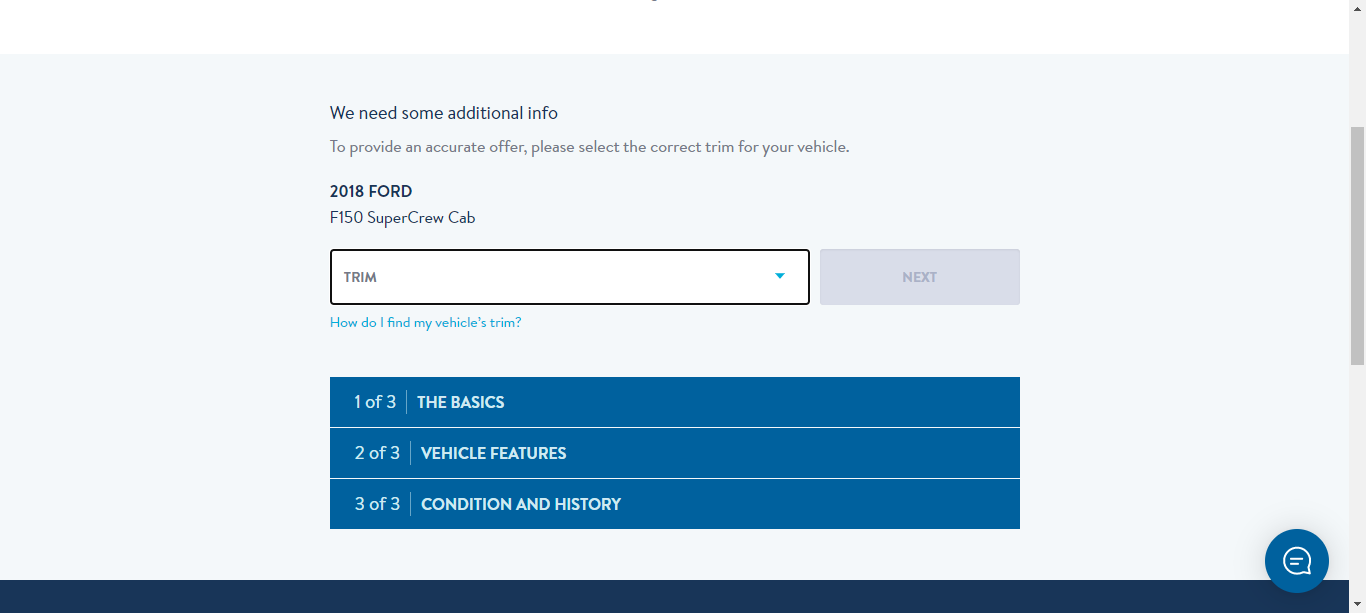 We need some additional info
To provide an accurate offer, please select the correct trim for your vehicle.
2018 FORD
F150 SuperCrew Cab
TRIM
NEXT
How do I find my vehicle's trim?
1 of 3 THE BASICS
2 of 3 VEHICLE FEATURES
3 of 3 CONDITION AND HISTORY